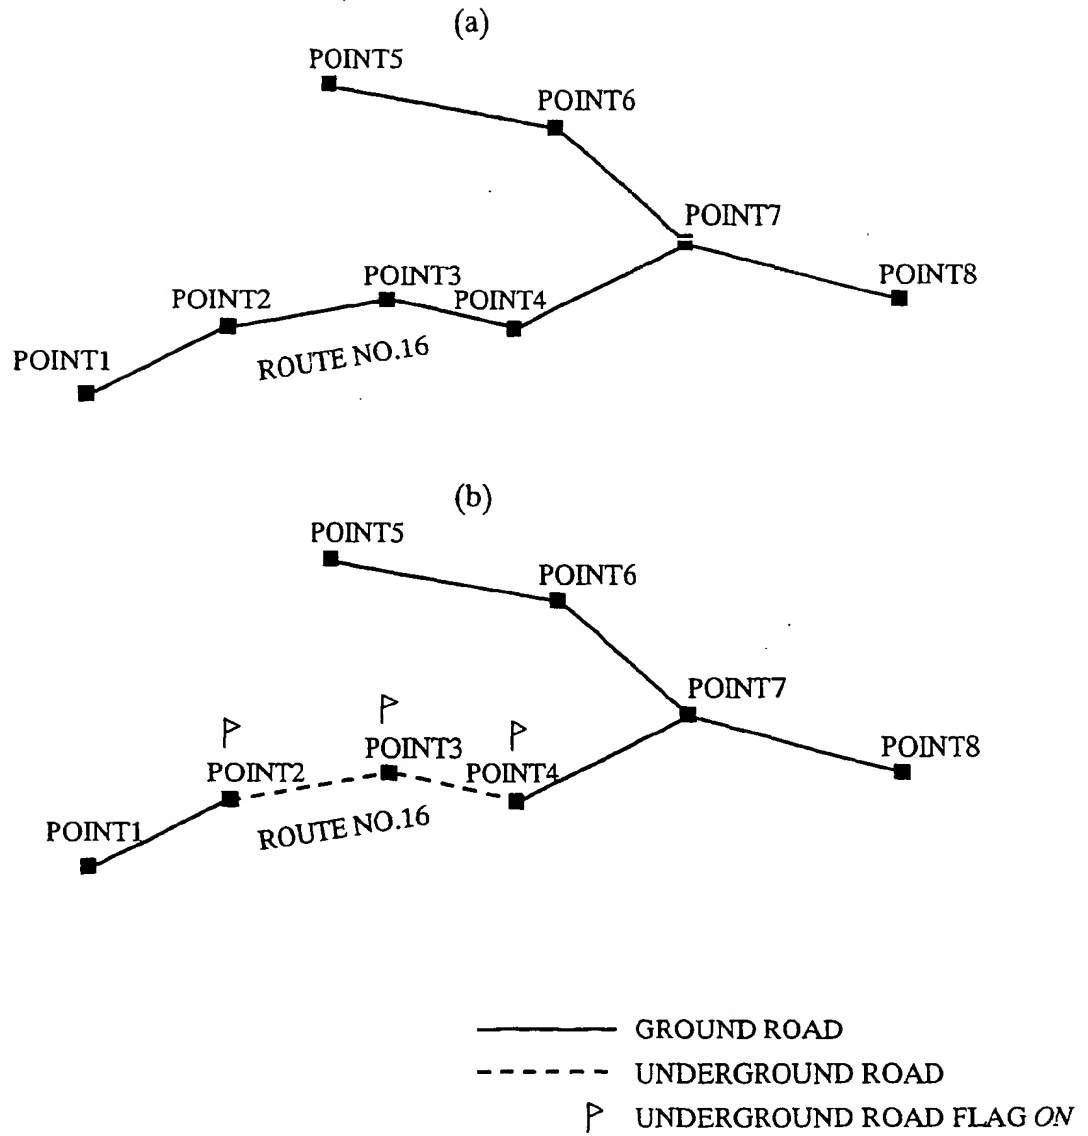 (a)
POINT5
POINT6
POINT7
POINT3
POINT8
POINT2
POINT4
ROUTE NO.16
POINT1
(b)
POINT5
POINT6
POINT7
POINT3
POINT8
POINT2
POINT4
POINT1
ROUTE NO.16
GROUND ROAD
UNDERGROUND ROAD
UNDERGROUND ROAD FLAG ON